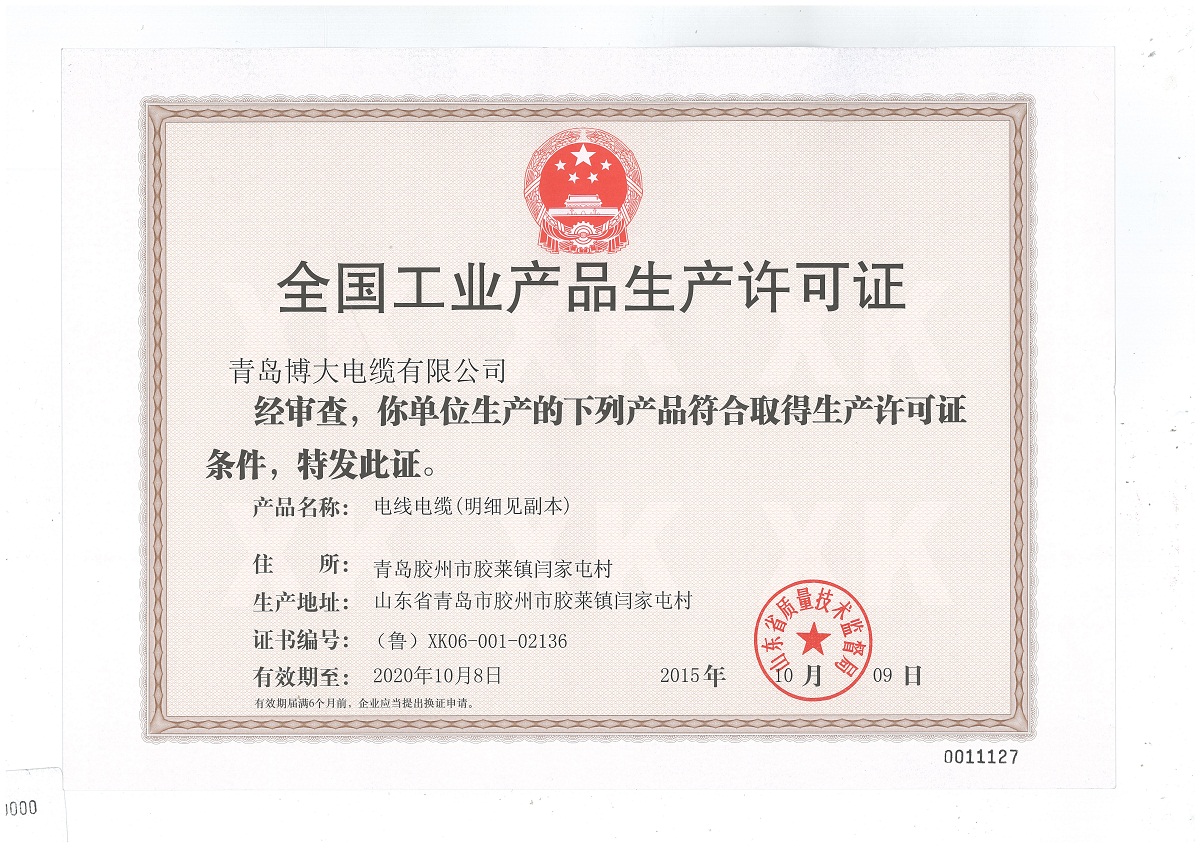 全国工业产品生产许可证
青岛博大电缆有限公司
经审查，你单位生产的下列产品符合取得生产许可证
条件，特发此证。
产品名称： 电线电缆(明细见副本)
住 所： 青岛胶州市胶莱镇闫家屯村
生产地址： 山东省青岛市胶州市胶莱镇闫家屯村
证书编号： （鲁）XK06-001-02136
有效期至： 2020年10月8日
2015年 10 月 09 日
山东省质量技术监督局
有效期届满6个月前，企业应当提出换证申请。
0011127
0000